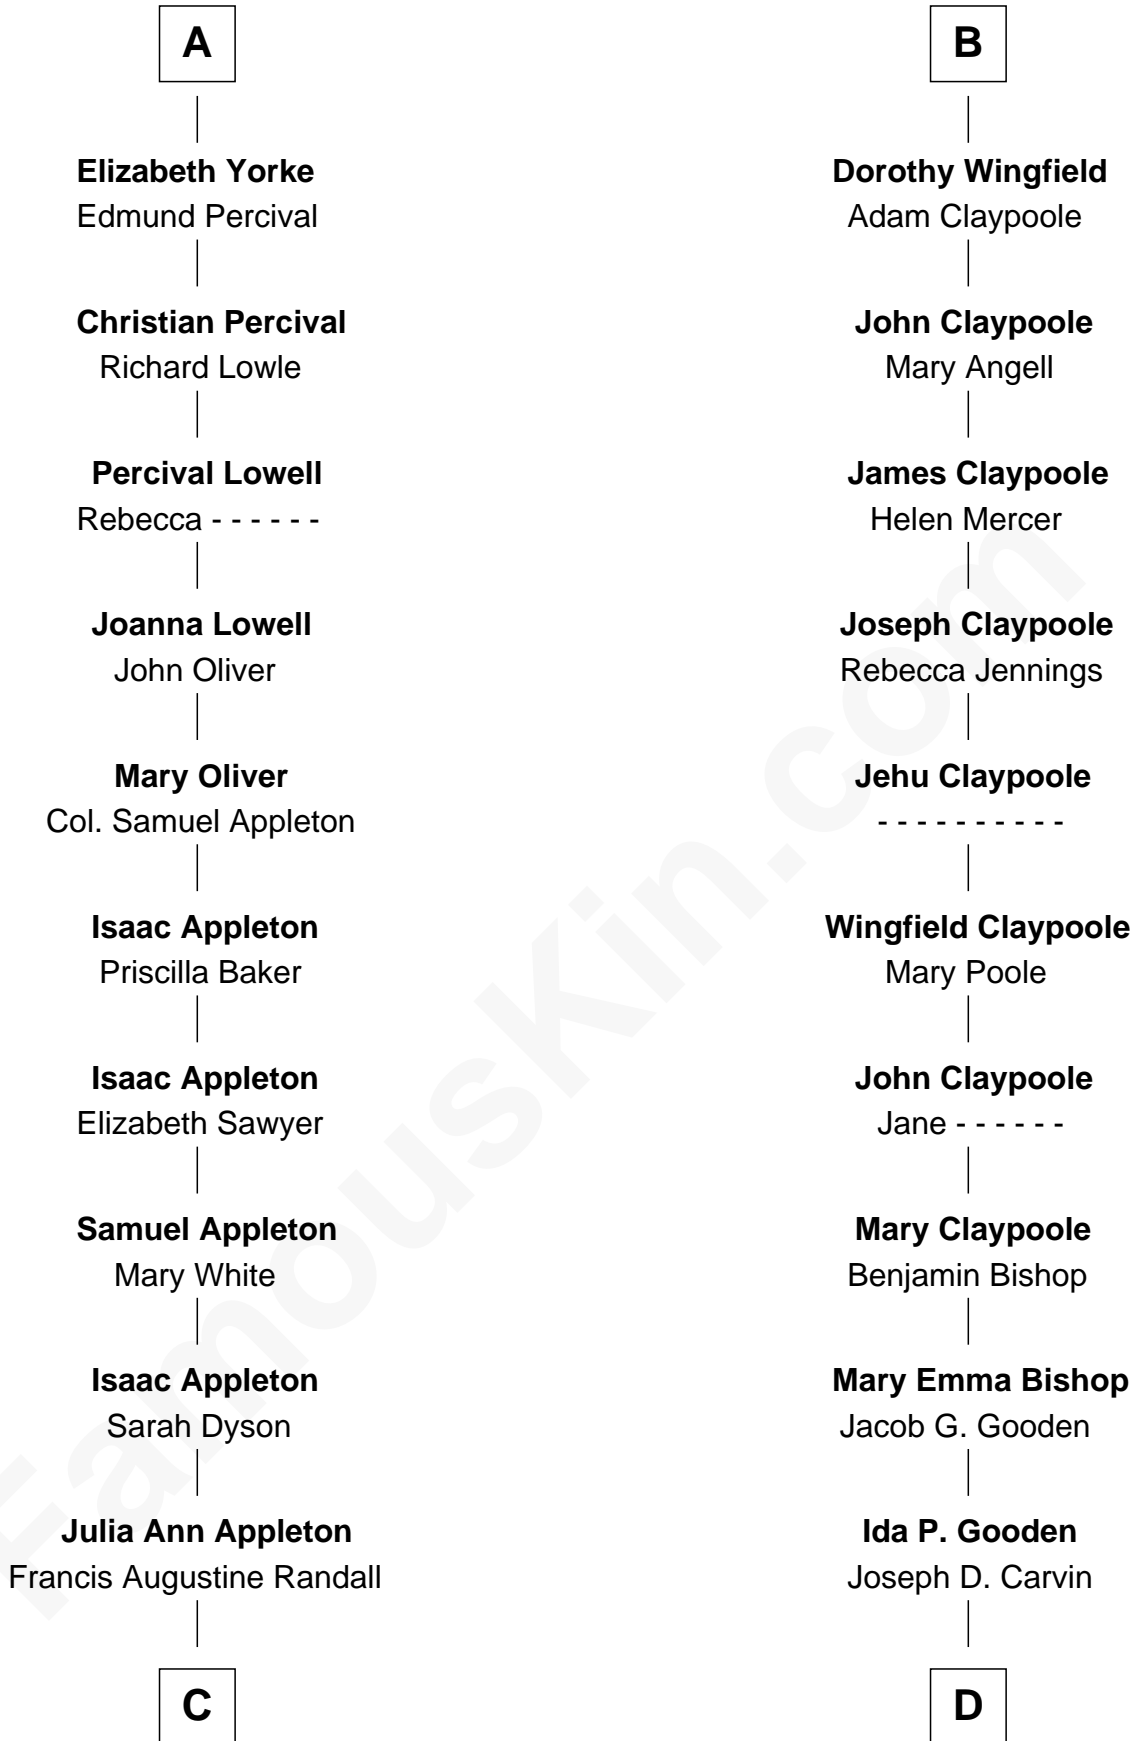 A
Elizabeth Yorke
Edmund Percival
Christian Percival
Richard Lowle
Percival Lowell
Rebecca - - - - - -
Joanna Lowell
John Oliver
Mary Oliver
Col. Samuel Appleton
Isaac Appleton
Priscilla Baker
Isaac Appleton
Elizabeth Sawyer
Samuel Appleton
Mary White
Isaac Appleton
Sarah Dyson
Julia Ann Appleton
Francis Augustine Randall
C
B
Dorothy Wingfield
Adam Claypoole
John Claypoole
Mary Angell
James Claypoole
Helen Mercer
Joseph Claypoole
Rebecca Jennings
Jehu Claypoole
- - - - - - - - - -
Wingfield Claypoole
Mary Poole
John Claypoole
Jane - - - - - -
Mary Claypoole
Benjamin Bishop
Mary Emma Bishop
Jacob G. Gooden
Ida P. Gooden
Joseph D. Carvin
D
FamousKin.com